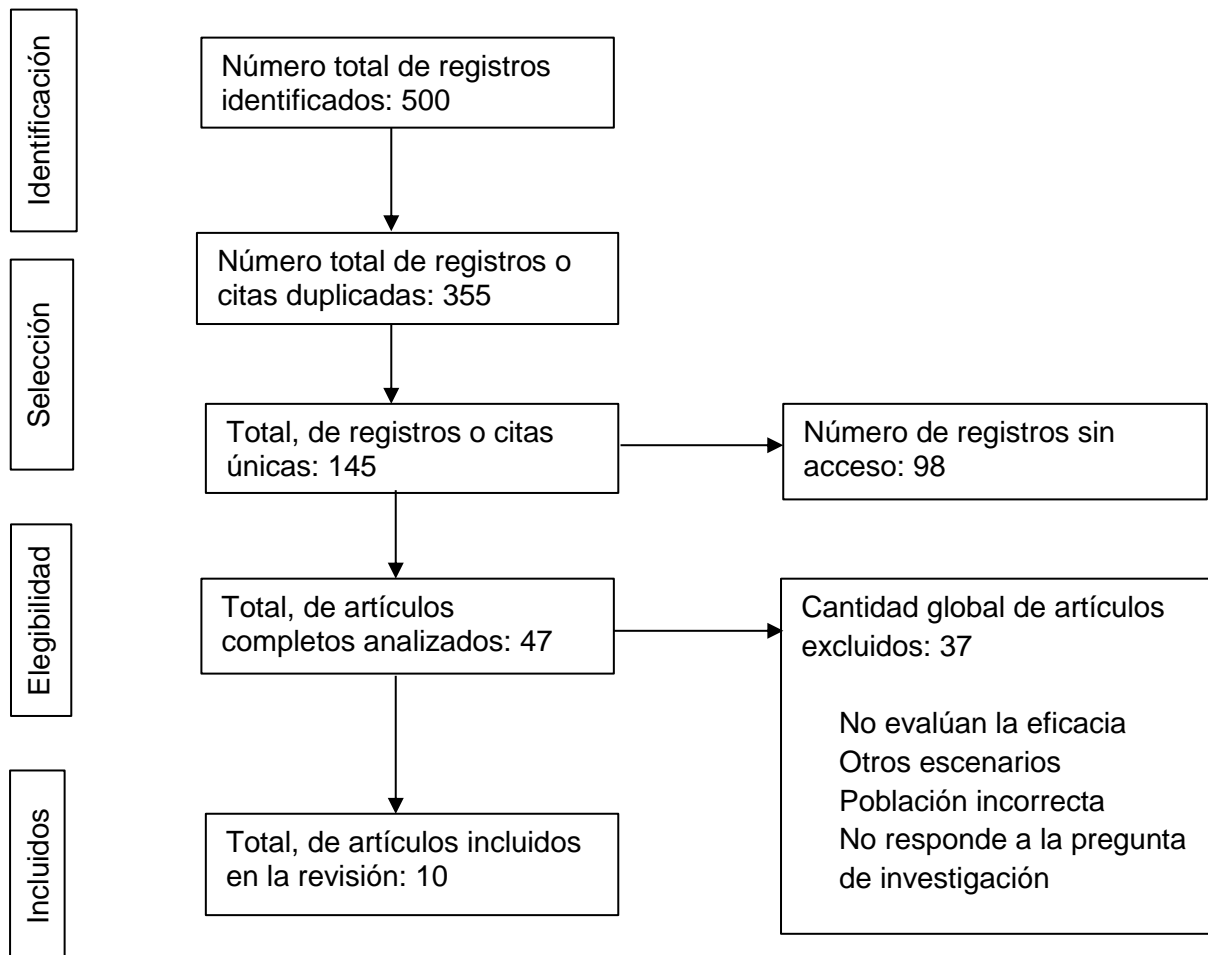 Identificación
Número total de registros
identificados: 500
Número total de registros o
citas duplicadas: 355
Selección
Total, de registros o citas
únicas: 145
Número de registros sin
acceso: 98
Elegibilidad
Total, de artículos
completos analizados: 47
Cantidad global de artículos
excluidos: 37
No evalúan la eficacia
Otros escenarios
Población incorrecta
No responde a la pregunta
de investigación
Incluidos
Total, de artículos incluidos
en la revisión: 10